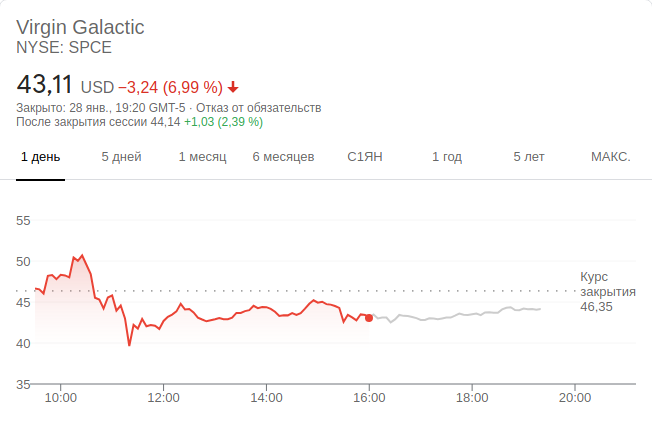 Virgin Galactic
NYSE: SPCE
43,11 USD −3,24 (6,99 %)
Закрыто: 28 янв., 19:20 GMT-5 · Отказ от обязательств
После закрытия сессии 44,14 +1,03 (2,39 %)
1 день 5 дней 1 месяц 6 месяцев С1ЯН 1 год 5 лет МАКС.
55
50
Курс
закрытия
46,35
45
40
35
10:00 12:00 14:00 16:00 18:00 20:00